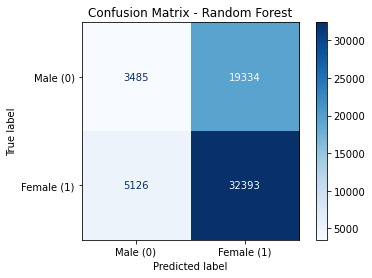 Confusion Matrix - Random Forest
True label
Male (0)
3485
19334
Female (1)
5126
32393
Male (0)
Female (1)
Predicted label
30000
25000
20000
15000
10000
5000